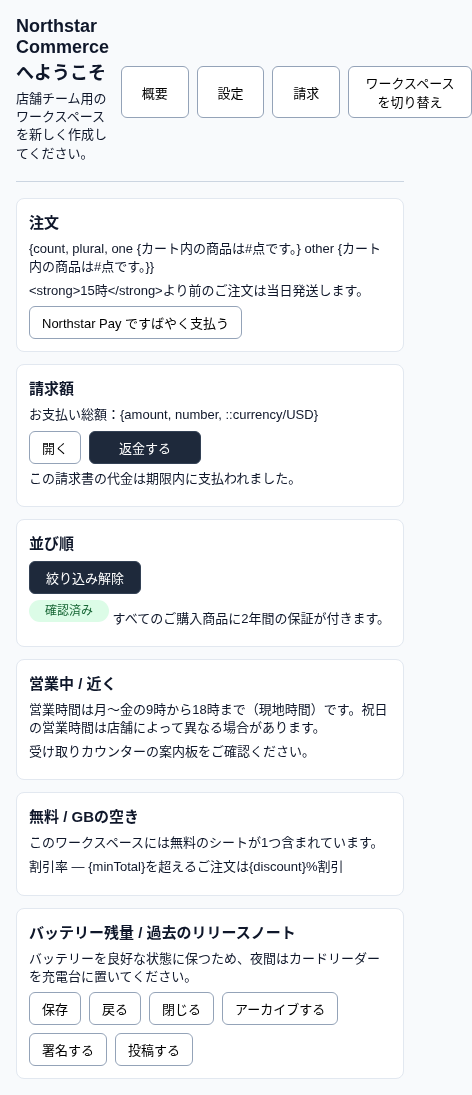 Northstar
Commerce
へようこそ
店舗チーム用の
ワークスペース
を新しく作成し
てください。
概要
設定
請求
ワークスペース
を切り替え
注文
{count, plural, one {カート内の商品は#点です。} other {カート
内の商品は#点です。}}
<strong>15時</strong>より前のご注文は当日発送します。
Northstar Pay ですばやく支払う
請求額
お支払い総額：{amount, number, ::currency/USD}
開く
返金する
この請求書の代金は期限内に支払われました。
並び順
絞り込み解除
確認済み
すべてのご購入商品に2年間の保証が付きます。
営業中 / 近く
営業時間は月〜金の9時から18時まで（現地時間）です。祝日
の営業時間は店舗によって異なる場合があります。
受け取りカウンターの案内板をご確認ください。
無料 / GBの空き
このワークスペースには無料のシートが1つ含まれています。
割引率 — {minTotal}を超えるご注文は{discount}%割引
バッテリー残量 / 過去のリリースノート
バッテリーを良好な状態に保つため、夜間はカードリーダー
を充電台に置いてください。
保存
戻る
閉じる
アーカイブする
署名する
投稿する